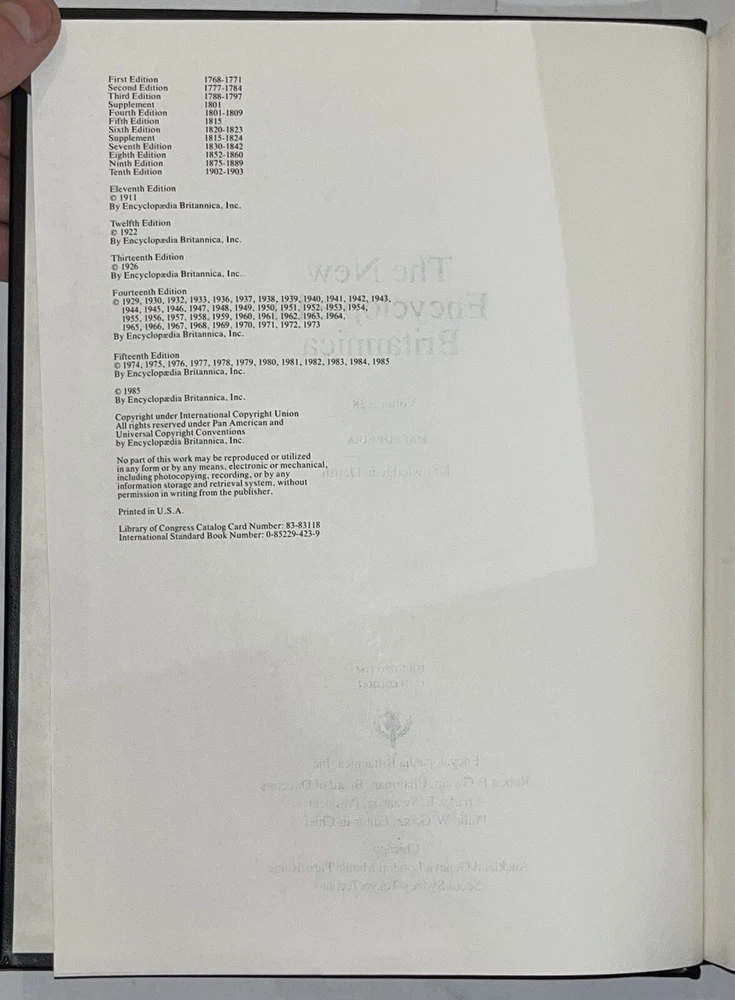 First Edition 1768-1771
Second Edition 1777-1784
Third Edition 1788-1797
Supplement 1801
Fourth Edition 1801-1809
Fifth Edition 1815
Sixth Edition 1820-1823
Supplement 1815-1824
Seventh Edition 1830-1842
Eighth Edition 1852-1860
Ninth Edition 1875-1889
Tenth Edition 1902-1903
Eleventh Edition
© 1911
By Encyclopædia Britannica, Inc.
Twelfth Edition
© 1922
By Encyclopædia Britannica, Inc.
Thirteenth Edition
© 1926
By Encyclopædia Britannica, Inc.
Fourteenth Edition
© 1929, 1930, 1932, 1933, 1936, 1937, 1938, 1939, 1940, 1941, 1942, 1943,
1944, 1945, 1946, 1947, 1948, 1949, 1950, 1951, 1952, 1953, 1954,
1955, 1956, 1957, 1958, 1959, 1960, 1961, 1962, 1963, 1964,
1965, 1966, 1967, 1968, 1969, 1970, 1971, 1972, 1973
By Encyclopædia Britannica, Inc.
Fifteenth Edition
© 1974, 1975, 1976, 1977, 1978, 1979, 1980, 1981, 1982, 1983, 1984, 1985
By Encyclopædia Britannica, Inc.
© 1985
By Encyclopædia Britannica, Inc.
Copyright under International Copyright Union
All rights reserved under Pan American and
Universal Copyright Conventions
by Encyclopædia Britannica, Inc.
No part of this work may be reproduced or utilized
in any form or by any means, electronic or mechanical,
including photocopying, recording, or by any
information storage and retrieval system, without
permission in writing from the publisher.
Printed in U.S.A.
Library of Congress Catalog Card Number: 83-83118
International Standard Book Number: 0-85229-423-9
The New
Encyclopædia
Britannica